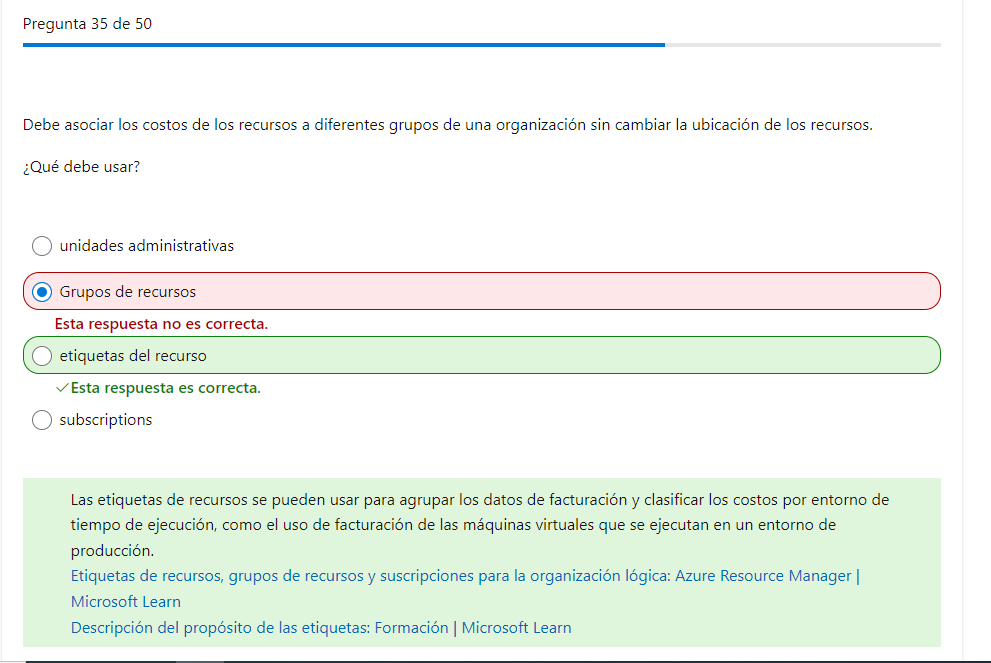 Pregunta 35 de 50
Debe asociar los costos de los recursos a diferentes grupos de una organización sin cambiar la ubicación de los recursos.
¿Qué debe usar?
unidades administrativas
Grupos de recursos
Esta respuesta no es correcta.
etiquetas del recurso
Esta respuesta es correcta.
subscriptions
Las etiquetas de recursos se pueden usar para agrupar los datos de facturación y clasificar los costos por entorno de
tiempo de ejecución, como el uso de facturación de las máquinas virtuales que se ejecutan en un entorno de
producción.
Etiquetas de recursos, grupos de recursos y suscripciones para la organización lógica: Azure Resource Manager |
Microsoft Learn
Descripción del propósito de las etiquetas: Formación | Microsoft Learn